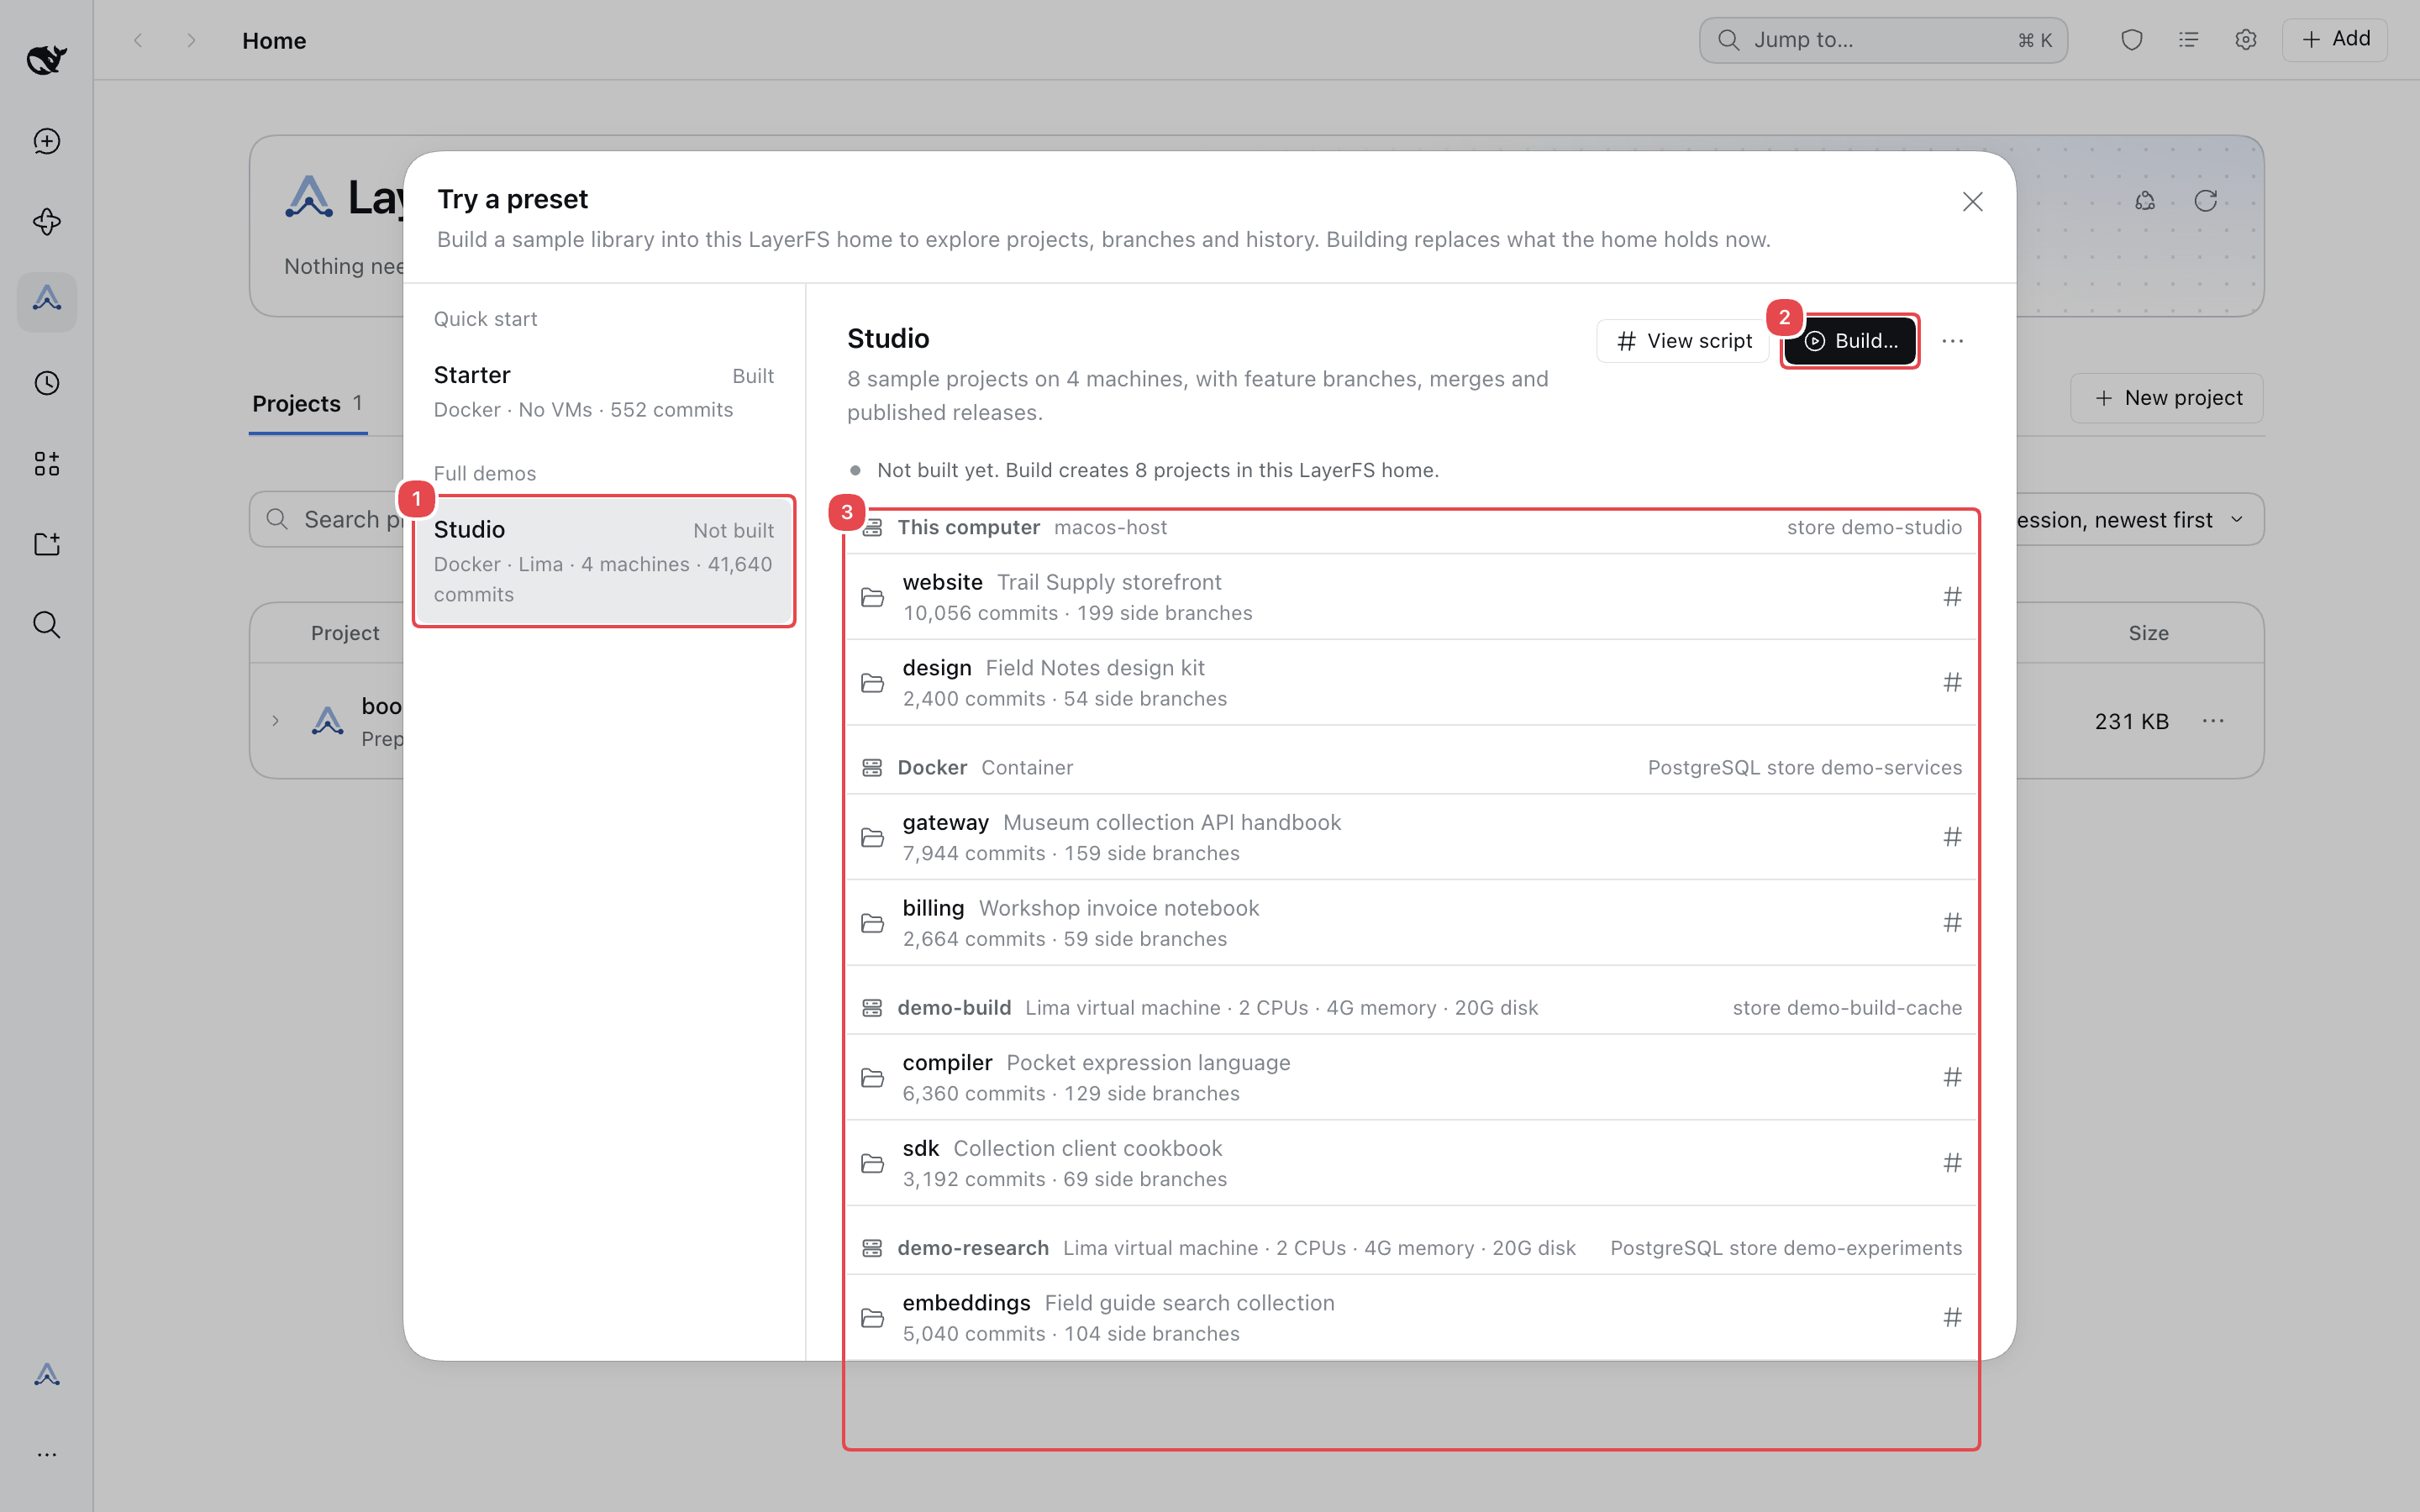 Home
Jump to...
⌘ K
Add
Lay
Nothing nee
Projects 1
New project
Search p
ession, newest first
Project
Size
boo
Prep
231 KB
Try a preset
Build a sample library into this LayerFS home to explore projects, branches and history. Building replaces what the home holds now.
Quick start
Starter
Built
Docker · No VMs · 552 commits
Full demos
1
Studio
Not built
Docker · Lima · 4 machines · 41,640
commits
Studio
View script
2
Build...
8 sample projects on 4 machines, with feature branches, merges and
published releases.
Not built yet. Build creates 8 projects in this LayerFS home.
3
This computer macos-host
store demo-studio
website Trail Supply storefront
10,056 commits · 199 side branches
design Field Notes design kit
2,400 commits · 54 side branches
Docker Container
PostgreSQL store demo-services
gateway Museum collection API handbook
7,944 commits · 159 side branches
billing Workshop invoice notebook
2,664 commits · 59 side branches
demo-build Lima virtual machine · 2 CPUs · 4G memory · 20G disk
store demo-build-cache
compiler Pocket expression language
6,360 commits · 129 side branches
sdk Collection client cookbook
3,192 commits · 69 side branches
demo-research Lima virtual machine · 2 CPUs · 4G memory · 20G disk
PostgreSQL store demo-experiments
embeddings Field guide search collection
5,040 commits · 104 side branches